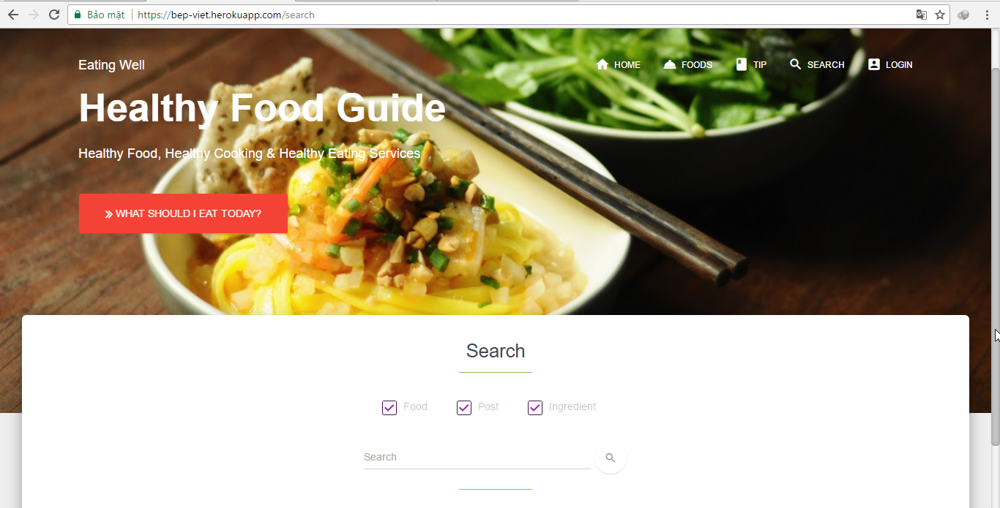 Bảo mật https://bep-viet.herokuapp.com/search
Eating Well HOME FOODS TIP SEARCH LOGIN
Healthy Food Guide
Healthy Food, Healthy Cooking & Healthy Eating Services
WHAT SHOULD I EAT TODAY?
Search
Food Post Ingredient
Search